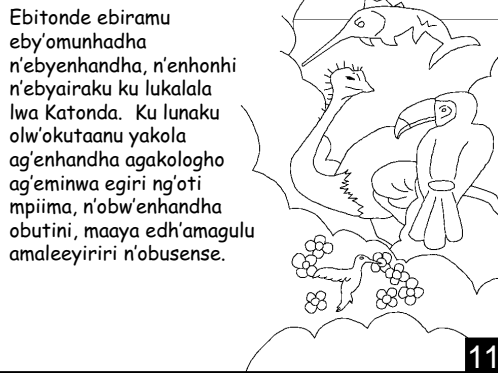 Ebitonde ebiramu
eby'omunhadha
n'ebyenhandha, n'enhonhi
n'ebyairaku ku lukalala
lwa Katonda.  Ku lunaku
olw'okutaanu yakola
ag'enhandha agakologho
ag'eminwa egiri ng'oti
mpiima, n'obw'enhandha
obutini, maaya edh'amagulu
amaleeyiriri n'obusense.
11